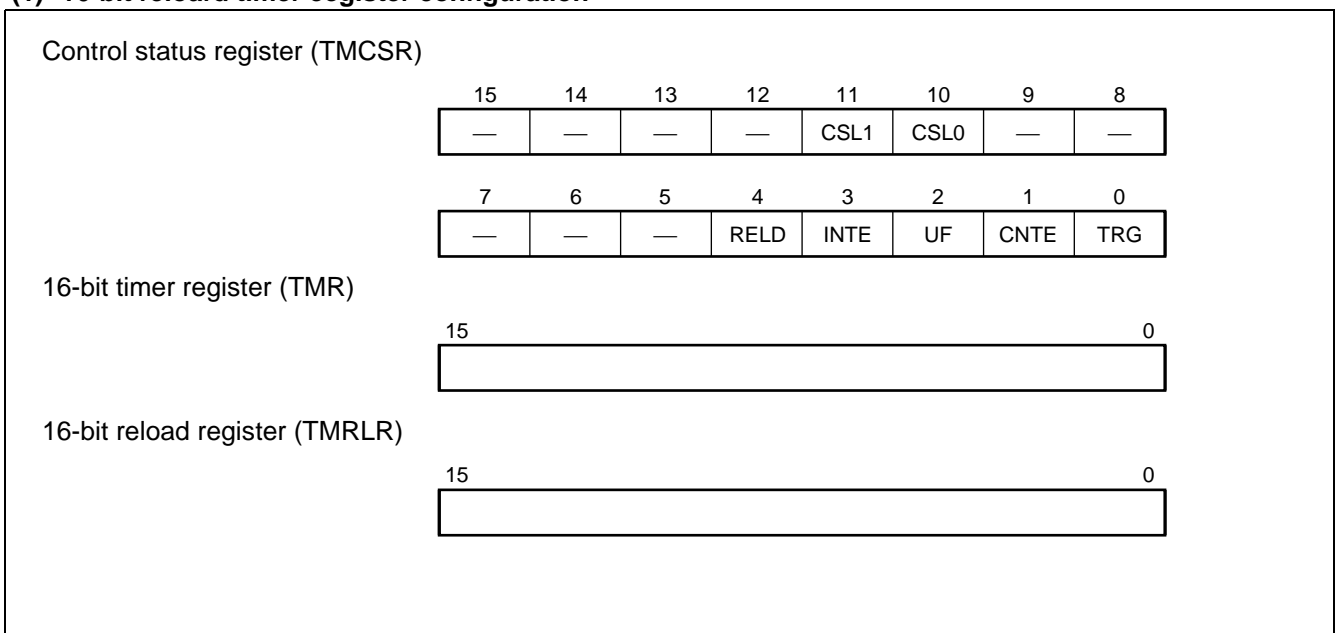 Control status register (TMCSR)
15 14 13 12 11 10 9 8
— — — — CSL1 CSL0 — —
7 6 5 4 3 2 1 0
— — — RELD INTE UF CNTE TRG
16-bit timer register (TMR)
15 0
16-bit reload register (TMRLR)
15 0